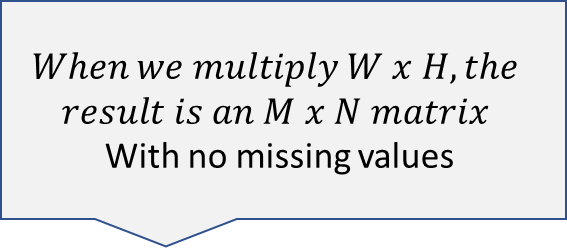 When we multiply W x H, the
result is an M x N matrix
With no missing values